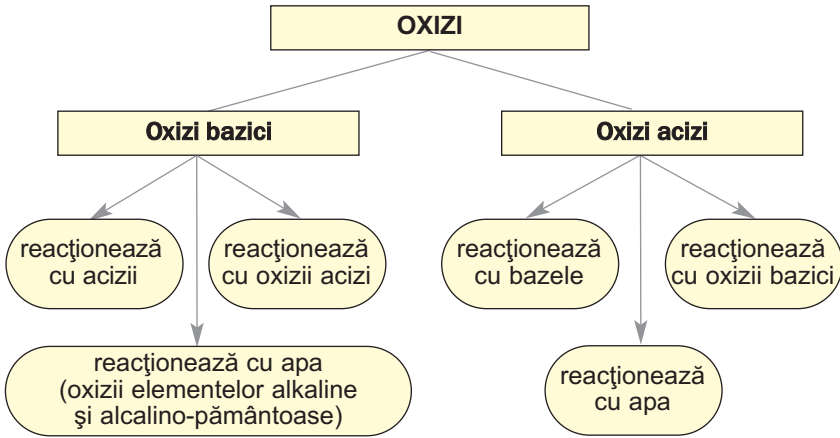 OXIZI
Oxizi bazici
Oxizi acizi
reacţionează
cu acizii
reacţionează
cu oxizii acizi
reacţionează
cu bazele
reacţionează
cu oxizii bazici
reacţionează cu apa
(oxizii elementelor alkaline
şi alcalino-pământoase)
reacţionează
cu apa